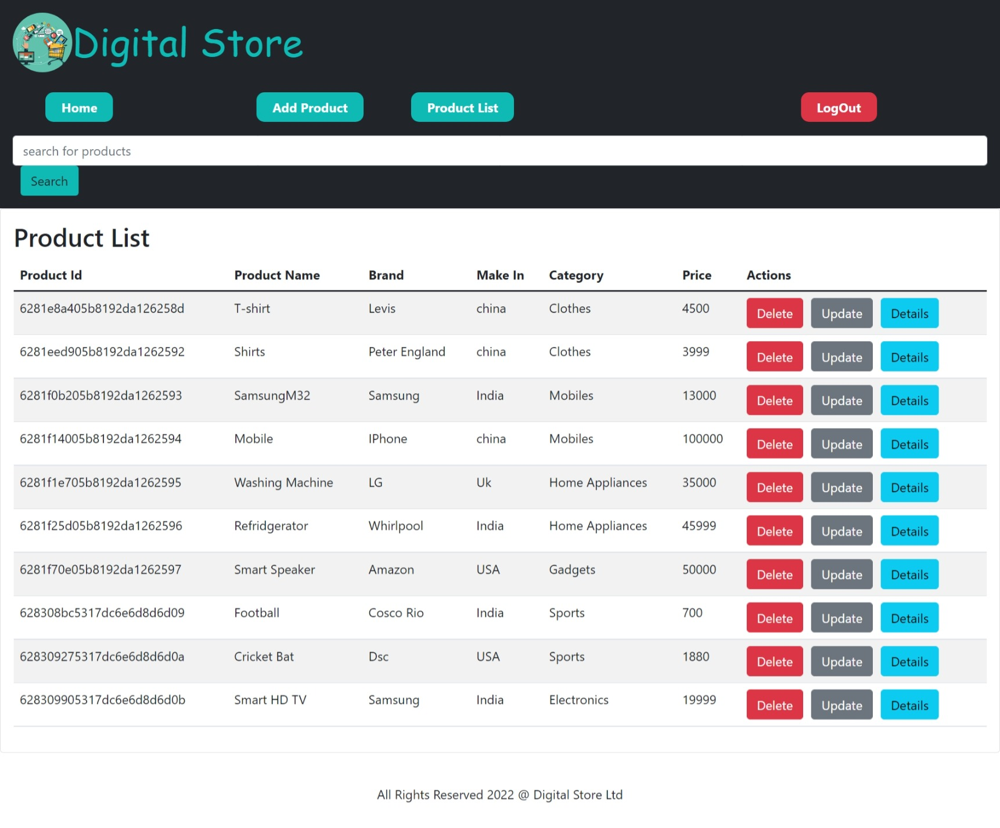 Digital Store
Home Add Product Product List LogOut
search for products
Search
Product List
Product Id Product Name Brand Make In Category Price Actions
6281e8a405b8192da126258d T-shirt Levis china Clothes 4500 Delete Update Details
6281eed905b8192da1262592 Shirts Peter England china Clothes 3999 Delete Update Details
6281f0b205b8192da1262593 SamsungM32 Samsung India Mobiles 13000 Delete Update Details
6281f14005b8192da1262594 Mobile IPhone china Mobiles 100000 Delete Update Details
6281f1e705b8192da1262595 Washing Machine LG Uk Home Appliances 35000 Delete Update Details
6281f25d05b8192da1262596 Refridgerator Whirlpool India Home Appliances 45999 Delete Update Details
6281f70e05b8192da1262597 Smart Speaker Amazon USA Gadgets 50000 Delete Update Details
628308bc5317dc6e6d8d6d09 Football Cosco Rio India Sports 700 Delete Update Details
628309275317dc6e6d8d6d0a Cricket Bat Dsc USA Sports 1880 Delete Update Details
628309905317dc6e6d8d6d0b Smart HD TV Samsung India Electronics 19999 Delete Update Details
All Rights Reserved 2022 @ Digital Store Ltd